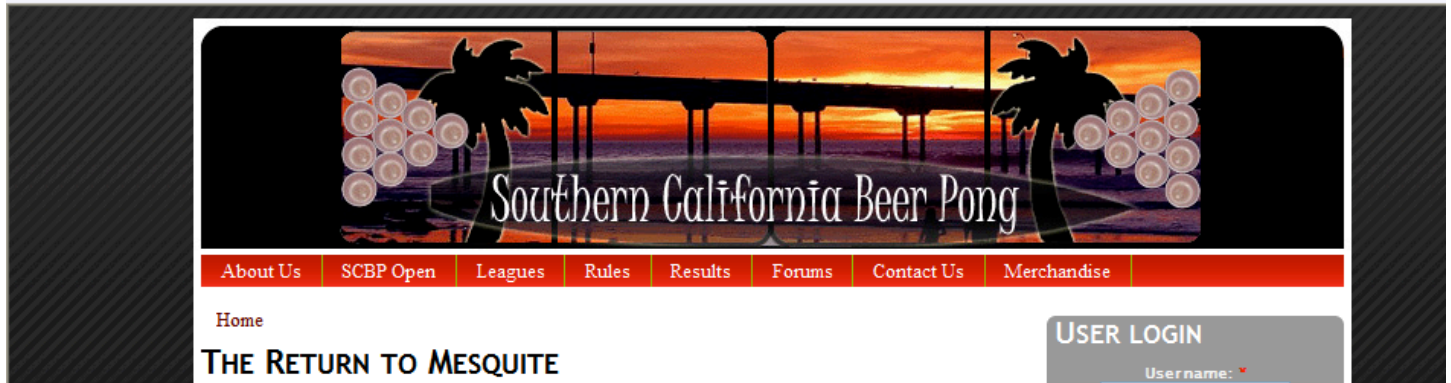 Southern California Beer Pong
About Us SCBP Open Leagues Rules Results Forums Contact Us Merchandise
Home
THE RETURN TO MESQUITE
USER LOGIN
Username: *